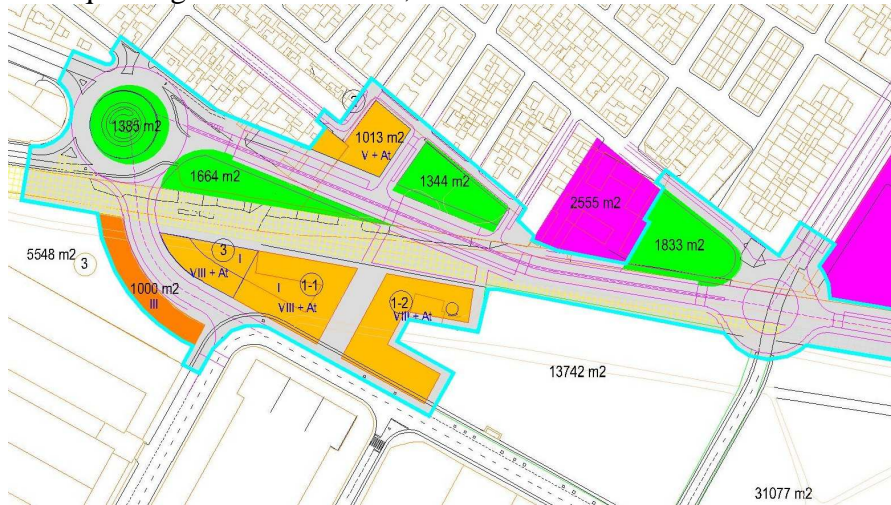 1385 m2
2
1013 m2
V + At
1664 m2
1344 m2
2555 m2
1833 m2
5548 m2
3
3
I
VIII + At
1000 m2
III
I
1-1
VIII + At
1-2
VIII + At
13742 m2
31077 m2